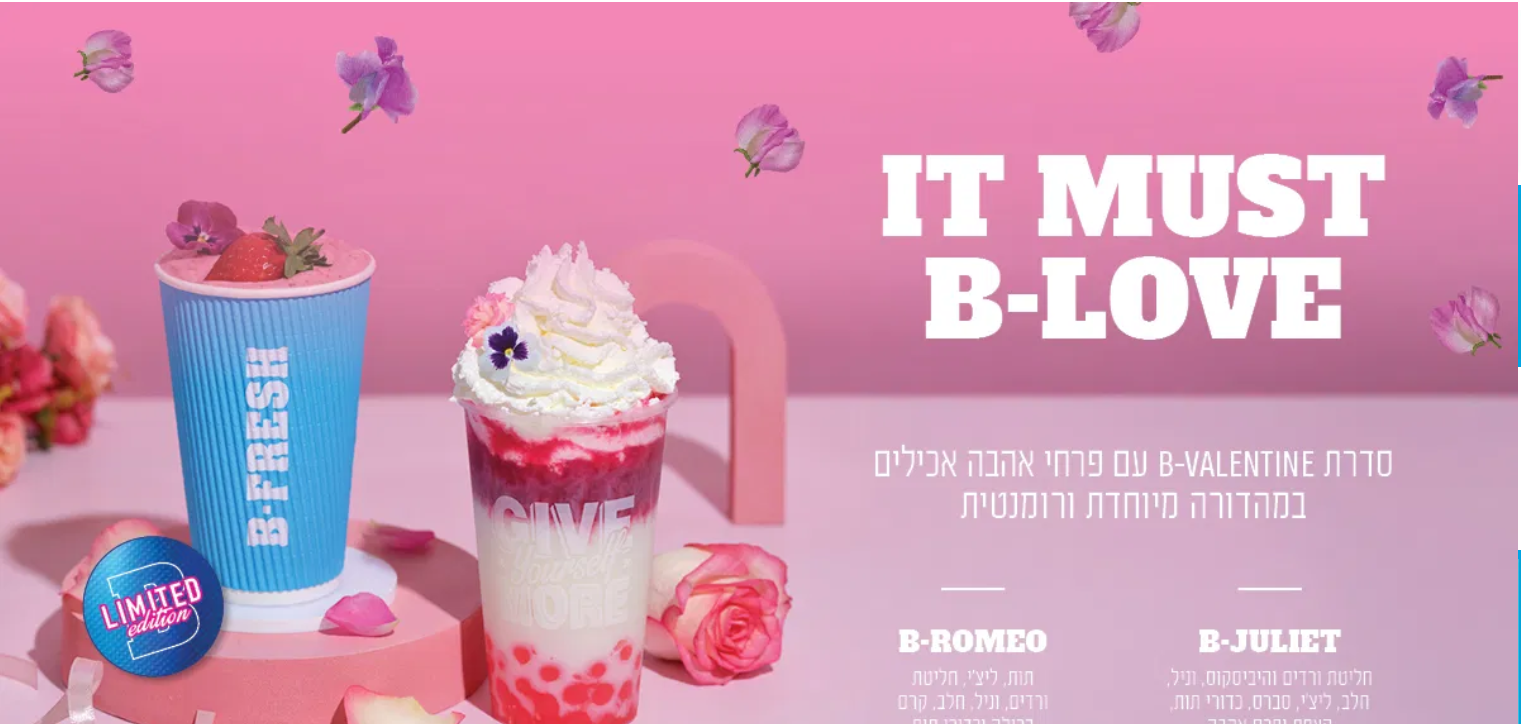 IT MUST
B-LOVE
סדרת B-VALENTINE עם פרחי אהבה אכילים
במהדורה מיוחדת ורומנטית
B-JULIET
חליטת ורדים והיביסקוס, וניל,
חלב, ליצ'י, סברס, כדורי תות,
B-ROMEO
תות, ליצ'י, חליטת
ורדים, וניל, חלב, קרם
B-FRESH
GIVE
Yourself
MORE
LIMITED
edition
B